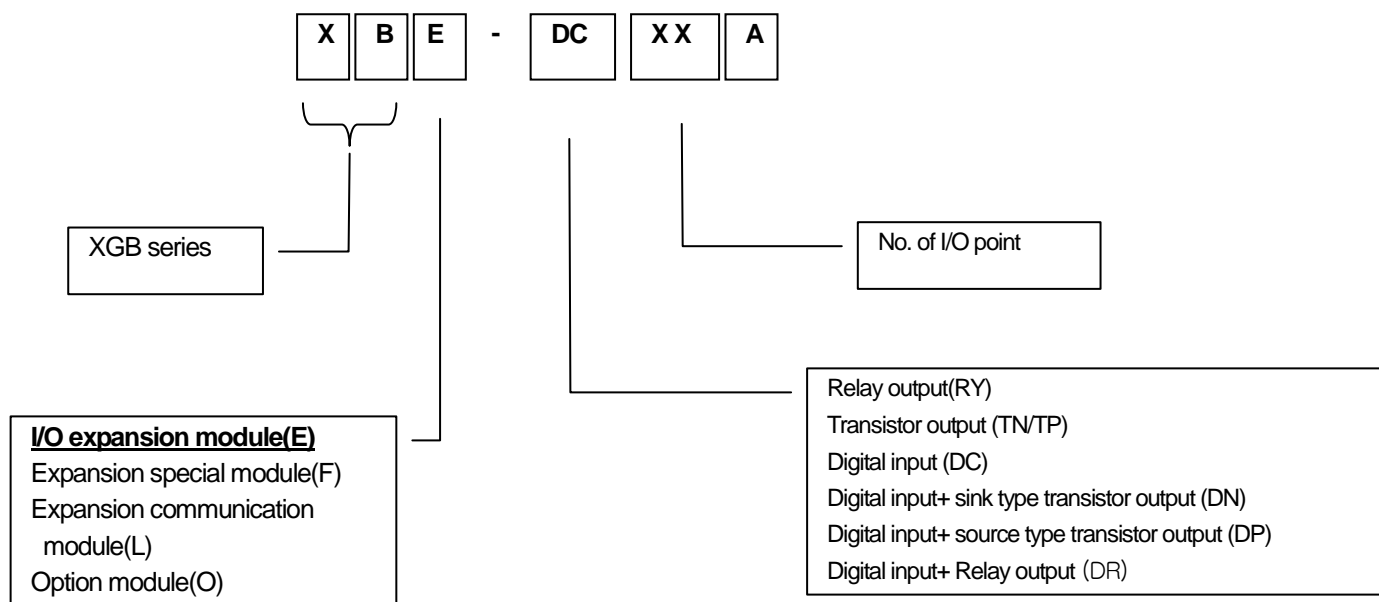 X B E - DC X X A
XGB series
No. of I/O point
I/O expansion module(E)
Expansion special module(F)
Expansion communication
module(L)
Option module(O)
Relay output(RY)
Transistor output (TN/TP)
Digital input (DC)
Digital input+ sink type transistor output (DN)
Digital input+ source type transistor output (DP)
Digital input+ Relay output (DR)